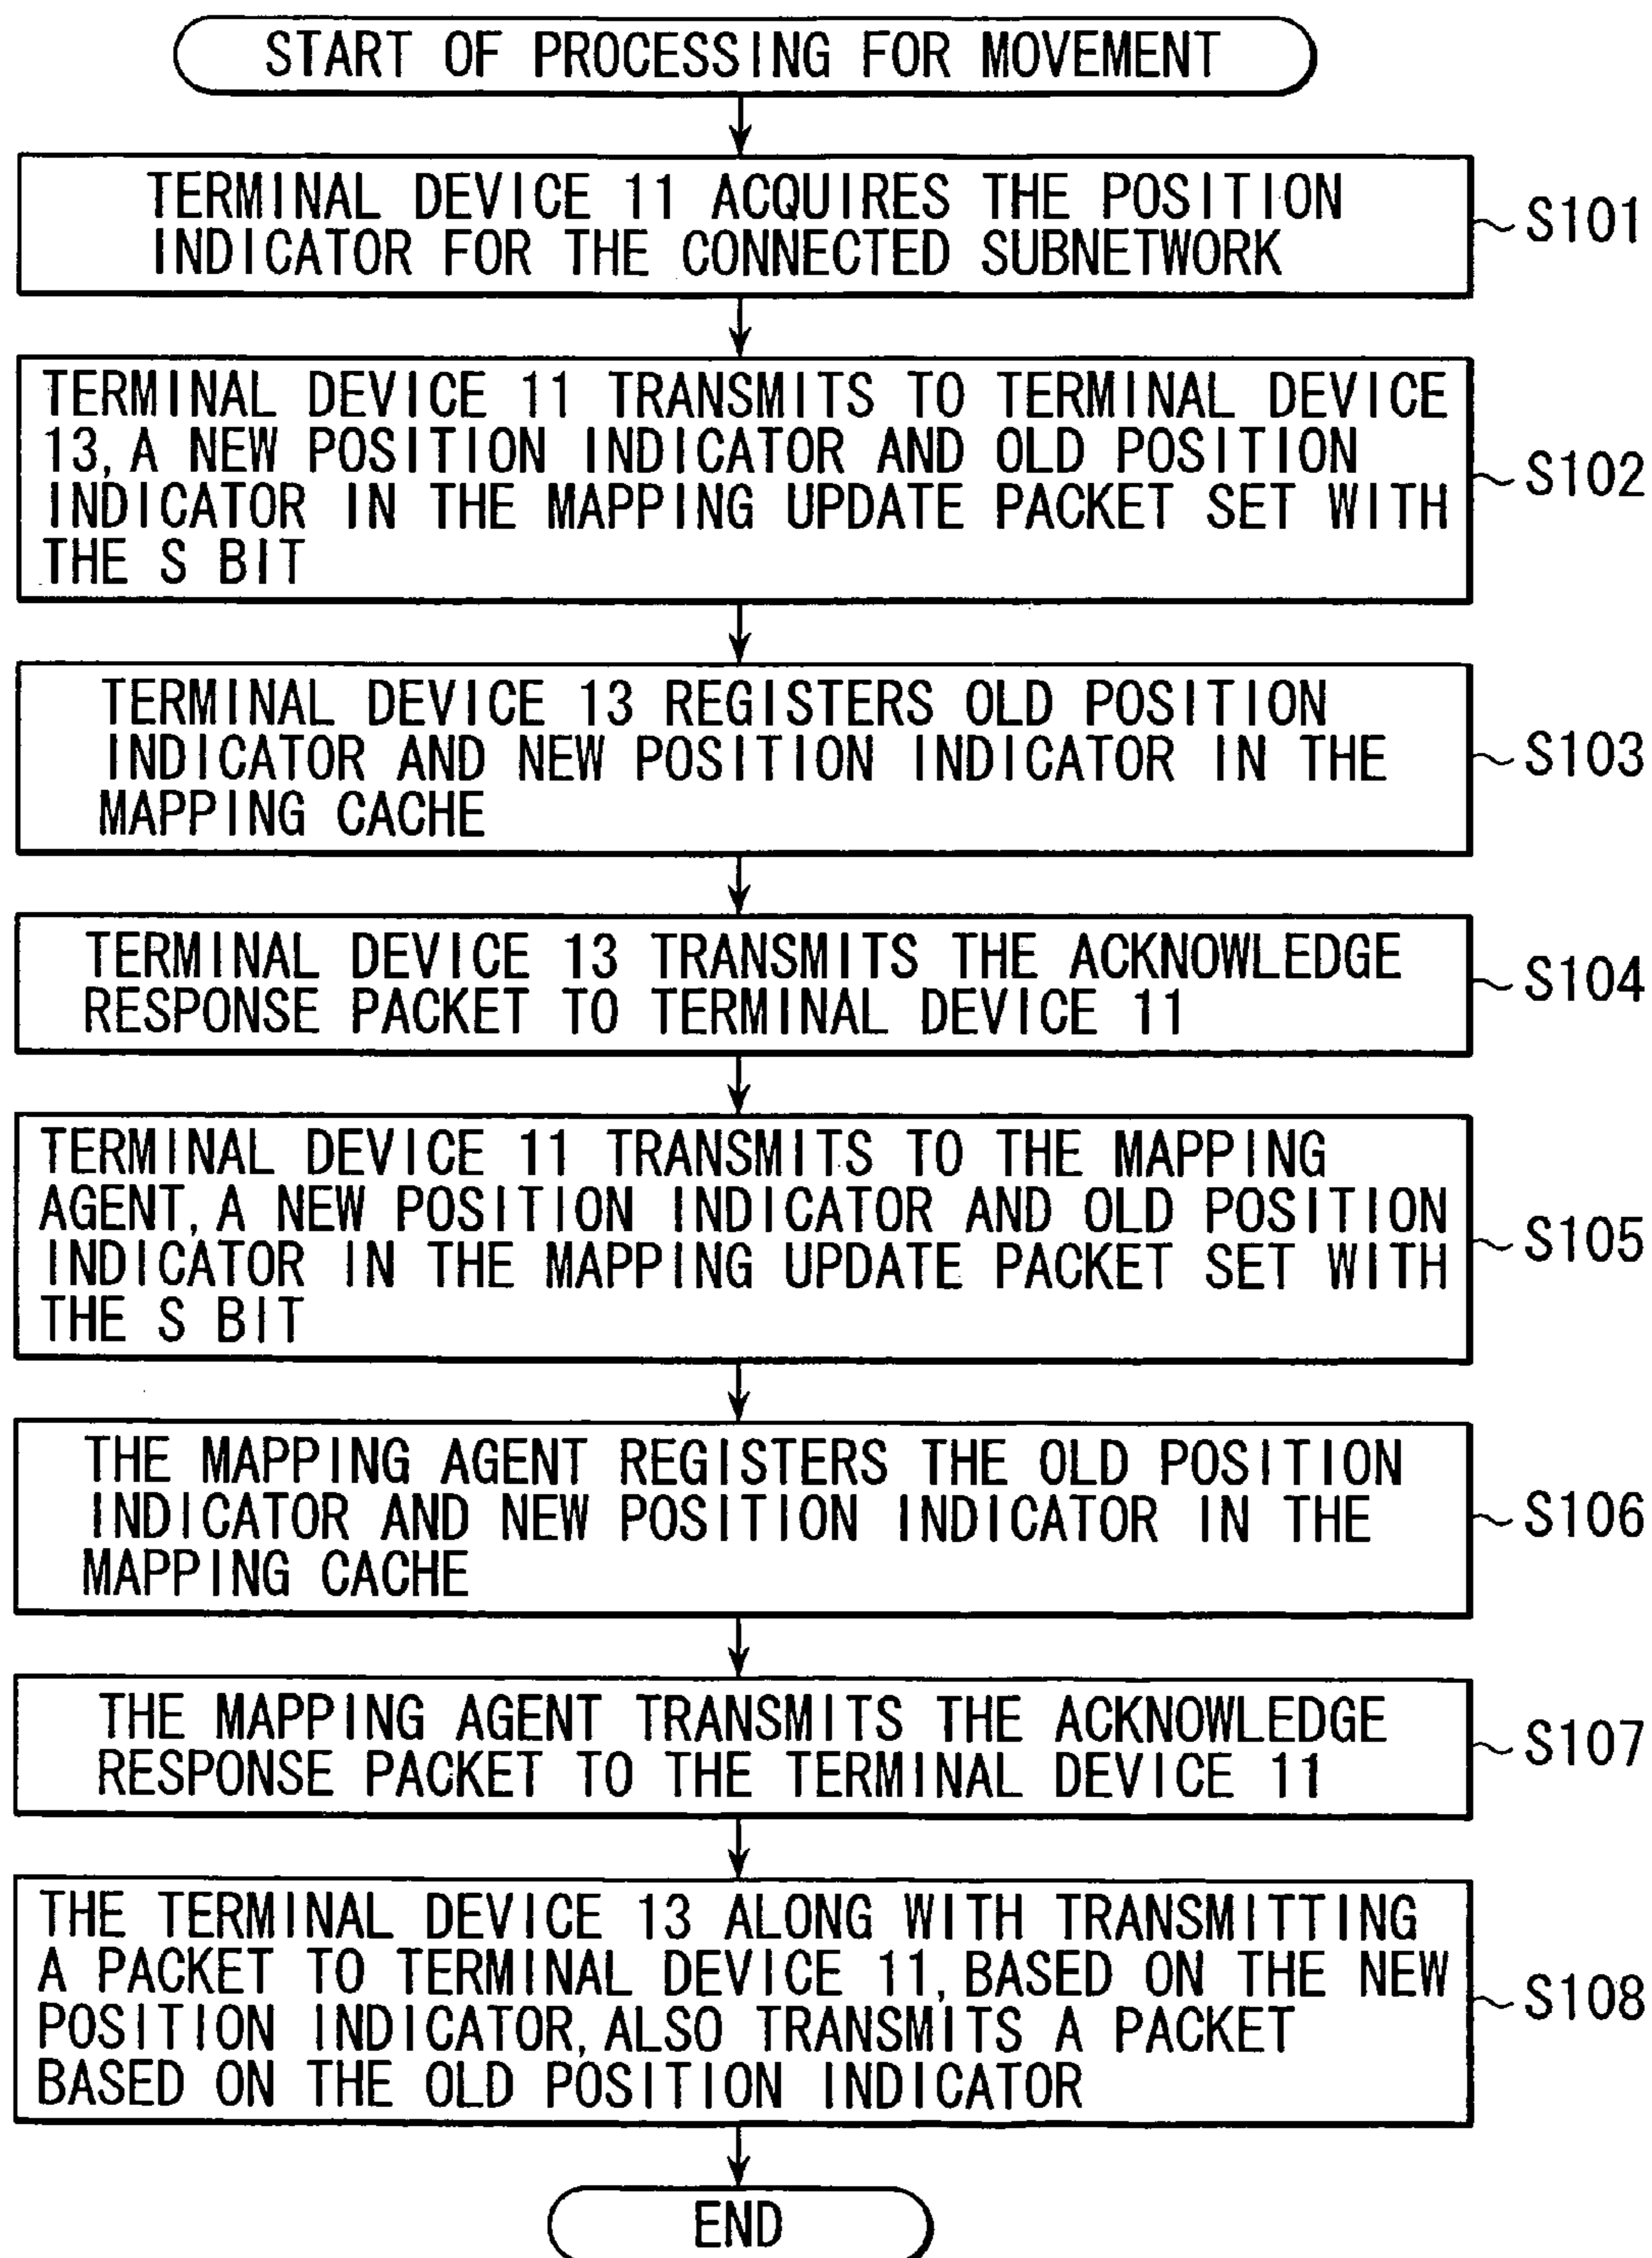 START OF PROCESSING FOR MOVEMENT
TERMINAL DEVICE 11 ACQUIRES THE POSITION
INDICATOR FOR THE CONNECTED SUBNETWORK
S101
TERMINAL DEVICE 11 TRANSMITS TO TERMINAL DEVICE
13, A NEW POSITION INDICATOR AND OLD POSITION
INDICATOR IN THE MAPPING UPDATE PACKET SET WITH
THE S BIT
S102
TERMINAL DEVICE 13 REGISTERS OLD POSITION
INDICATOR AND NEW POSITION INDICATOR IN THE
MAPPING CACHE
S103
TERMINAL DEVICE 13 TRANSMITS THE ACKNOWLEDGE
RESPONSE PACKET TO TERMINAL DEVICE 11
S104
TERMINAL DEVICE 11 TRANSMITS TO THE MAPPING
AGENT, A NEW POSITION INDICATOR AND OLD POSITION
INDICATOR IN THE MAPPING UPDATE PACKET SET WITH
THE S BIT
S105
THE MAPPING AGENT REGISTERS THE OLD POSITION
INDICATOR AND NEW POSITION INDICATOR IN THE
MAPPING CACHE
S106
THE MAPPING AGENT TRANSMITS THE ACKNOWLEDGE
RESPONSE PACKET TO THE TERMINAL DEVICE 11
S107
THE TERMINAL DEVICE 13 ALONG WITH TRANSMITTING
A PACKET TO TERMINAL DEVICE 11, BASED ON THE NEW
POSITION INDICATOR, ALSO TRANSMITS A PACKET
BASED ON THE OLD POSITION INDICATOR
S108
END